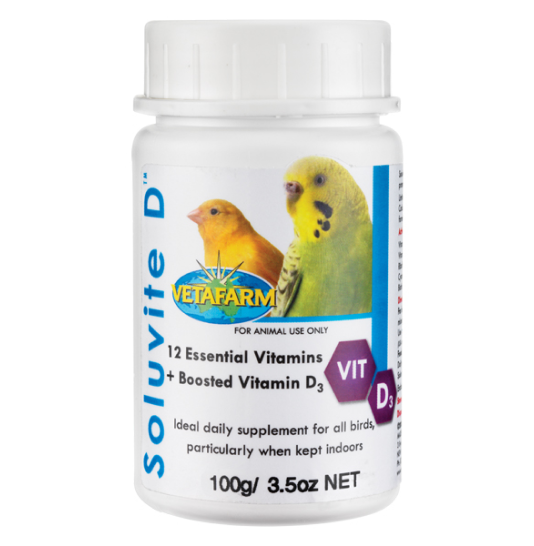 Soluvite D™
VETAFARM
FOR ANIMAL USE ONLY
12 Essential Vitamins
+ Boosted Vitamin D3
VIT
D3
Ideal daily supplement for all birds,
particularly when kept indoors
100g/ 3.5oz NET